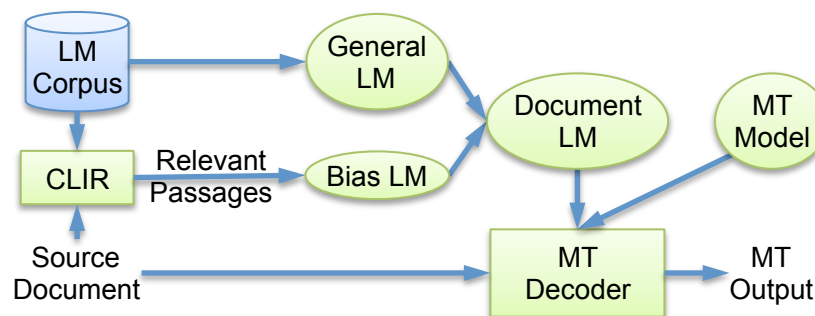 LM
Corpus
General
LM
Document
LM
MT
Model
CLIR
Relevant
Passages
Bias LM
Source
Document
MT
Decoder
MT
Output